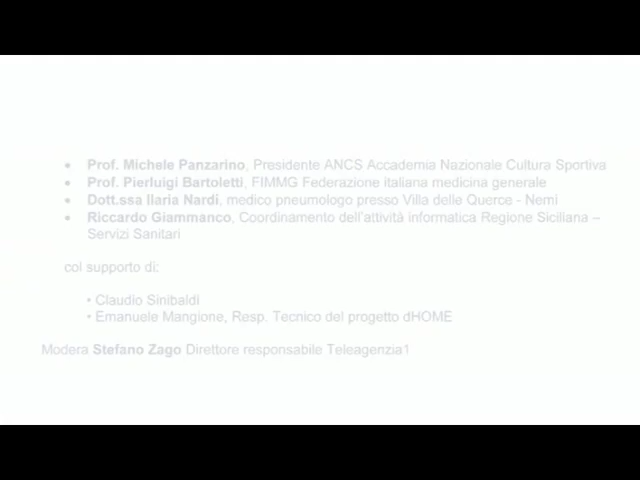 • Prof. Michele Panzarino, Presidente ANCS Accademia Nazionale Cultura Sportiva
• Prof. Pierluigi Bartoletti, FIMMG Federazione italiana medicina generale
• Dott.ssa Ilaria Nardi, medico pneumologo presso Villa delle Querce - Nemi
• Riccardo Giammanco, Coordinamento dell'attività informatica Regione Siciliana –
Servizi Sanitari
col supporto di:
• Claudio Sinibaldi
• Emanuele Mangione, Resp. Tecnico del progetto dHOME
Modera Stefano Zago Direttore responsabile Teleagenzia1